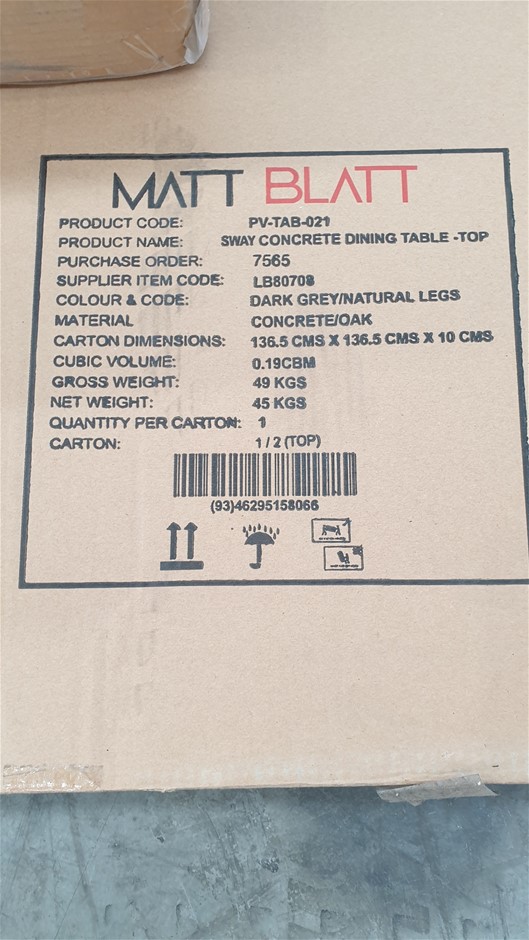 MATT BLATT
PRODUCT CODE: PV-TAB-021
PRODUCT NAME: SWAY CONCRETE DINING TABLE -TOP
PURCHASE ORDER: 7565
SUPPLIER ITEM CODE: LB80708
COLOUR & CODE: DARK GREY/NATURAL LEGS
MATERIAL CONCRETE/OAK
CARTON DIMENSIONS: 136.5 CMS X 136.5 CMS X 10 CMS
CUBIC VOLUME: 0.19CBM
GROSS WEIGHT: 49 KGS
NET WEIGHT: 45 KGS
QUANTITY PER CARTON: 1
CARTON: 1 / 2 (TOP)
(93)46295158066